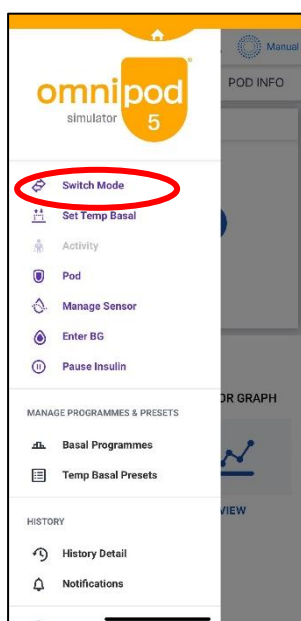 Manual
omnipod
simulator 5
POD INFO
Switch Mode
Set Temp Basal
Activity
Pod
Manage Sensor
Enter BG
Pause Insulin
OR GRAPH
MANAGE PROGRAMMES & PRESETS
Basal Programmes
Temp Basal Presets
VIEW
HISTORY
History Detail
Notifications